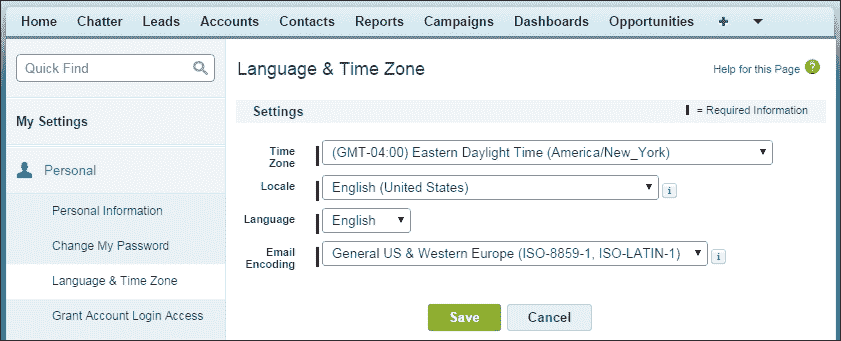 Home Chatter Leads Accounts Contacts Reports Campaigns Dashboards Opportunities +
Quick Find
My Settings
Personal
Personal Information
Change My Password
Language & Time Zone
Grant Account Login Access
Language & Time Zone
Help for this Page ?
Settings
= Required Information
Time
Zone
(GMT-04:00) Eastern Daylight Time (America/New_York)
Locale
English (United States)
i
Language
English
Email
Encoding
General US & Western Europe (ISO-8859-1, ISO-LATIN-1)
i
Save
Cancel